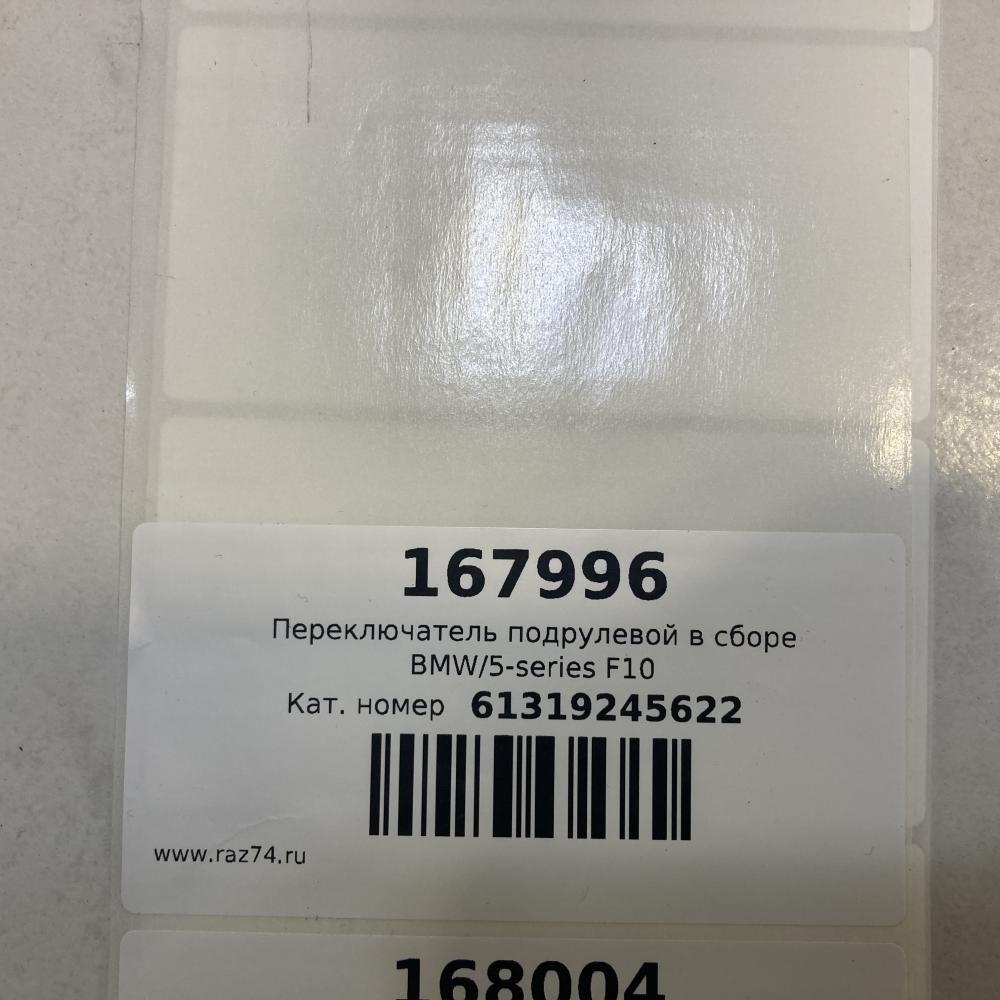 167996
Переключатель подрулевой в сборе
BMW/5-series F10
Кат. номер 61319245622
www.raz74.ru
168004